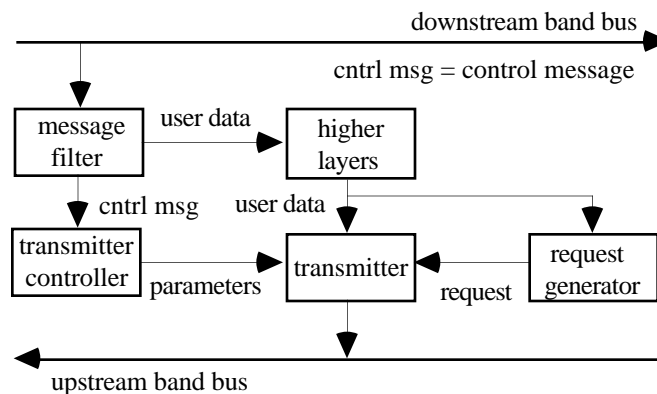 downstream band bus
cntrl msg = control message
message
filter
user data
higher
layers
cntrl msg
user data
transmitter
controller
parameters
transmitter
request
request
generator
upstream band bus